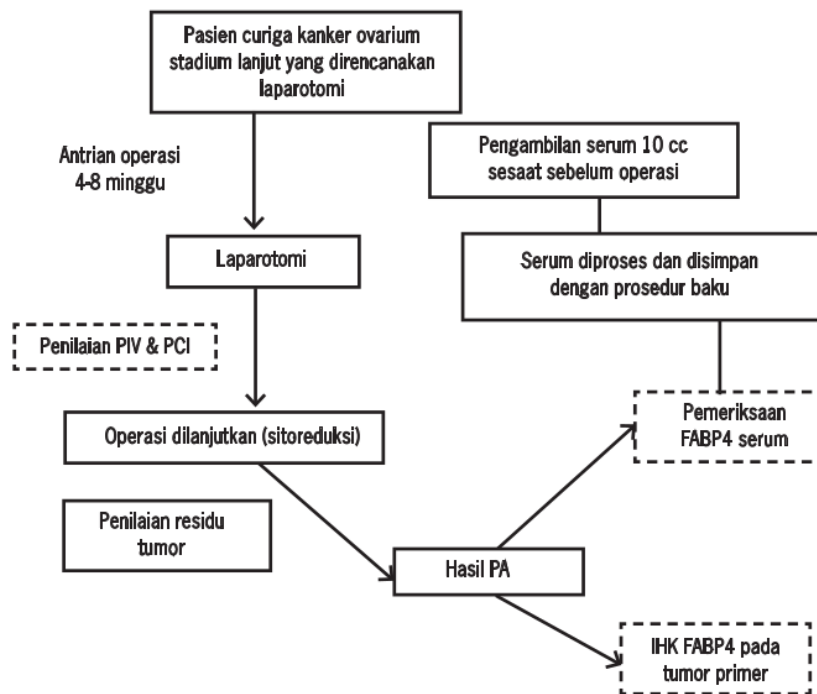 Pasien curiga kanker ovarium
stadium lanjut yang direncanakan
laparotomi
Antrian operasi
4-8 minggu
Pengambilan serum 10 cc
sesaat sebelum operasi
Laparotomi
Serum diproses dan disimpan
dengan prosedur baku
Penilaian PIV & PCI
Operasi dilanjutkan (sitoreduksi)
Pemeriksaan
FABP4 serum
Penilaian residu
tumor
Hasil PA
IHK FABP4 pada
tumor primer